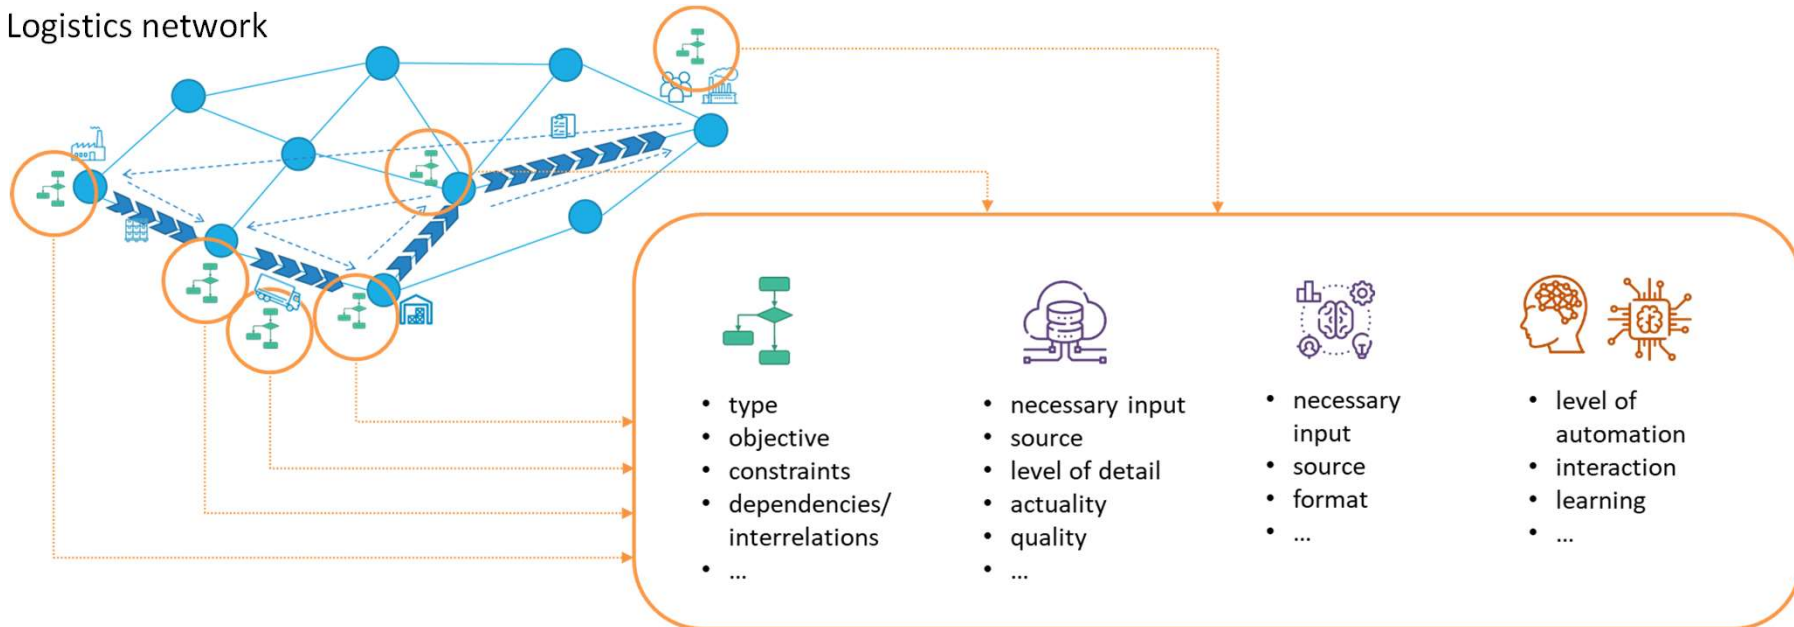 Logistics network
• type
• objective
• constraints
• dependencies/
interrelations
• ...
• necessary input
• source
• level of detail
• actuality
• quality
• ...
• necessary
input
• source
• format
• ...
• level of
automation
• interaction
• learning
• ...